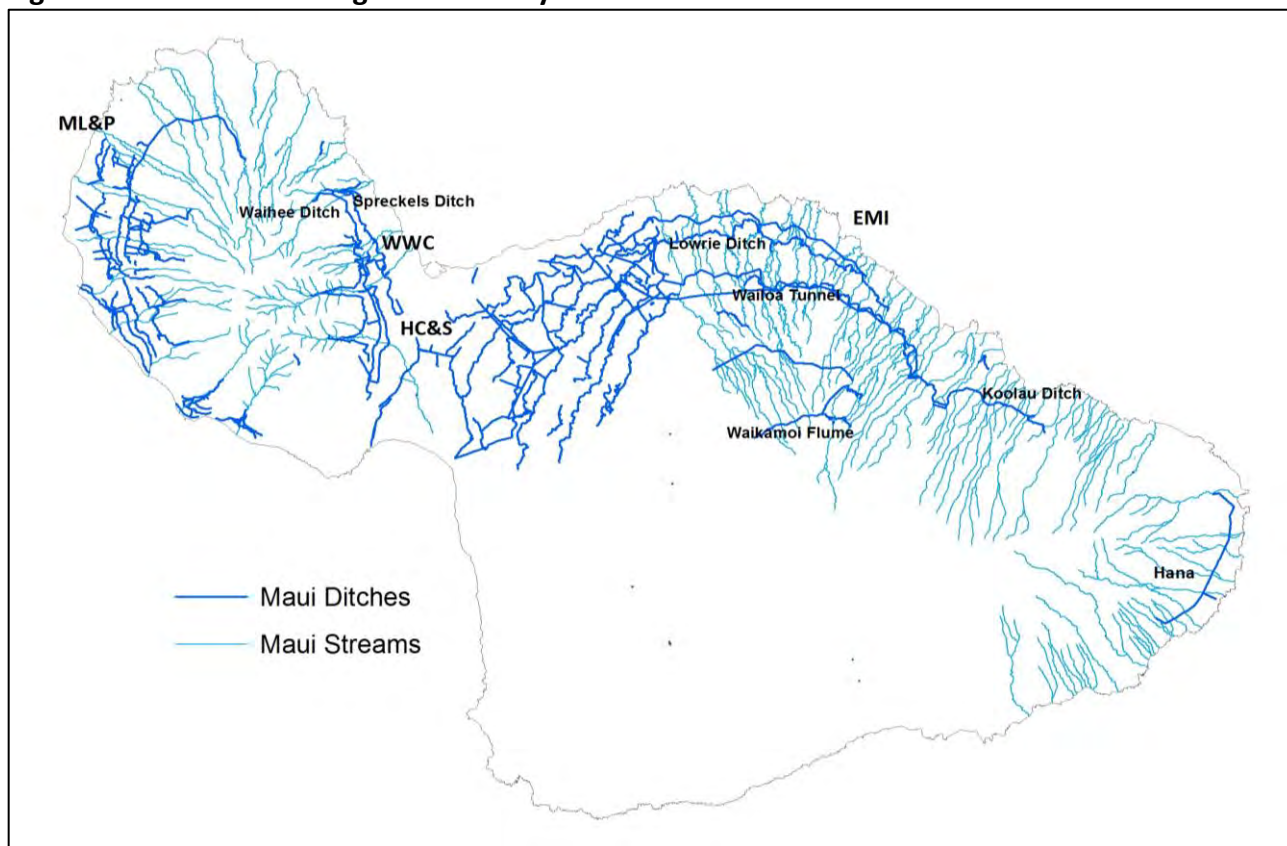 ML&P
Waihee Ditch
Spreckels Ditch
WWC
EMI
Lowrie Ditch
Wailoa Tunnel
HC&S
Koolau Ditch
Waikamoi Flume
Hana
Maui Ditches
Maui Streams